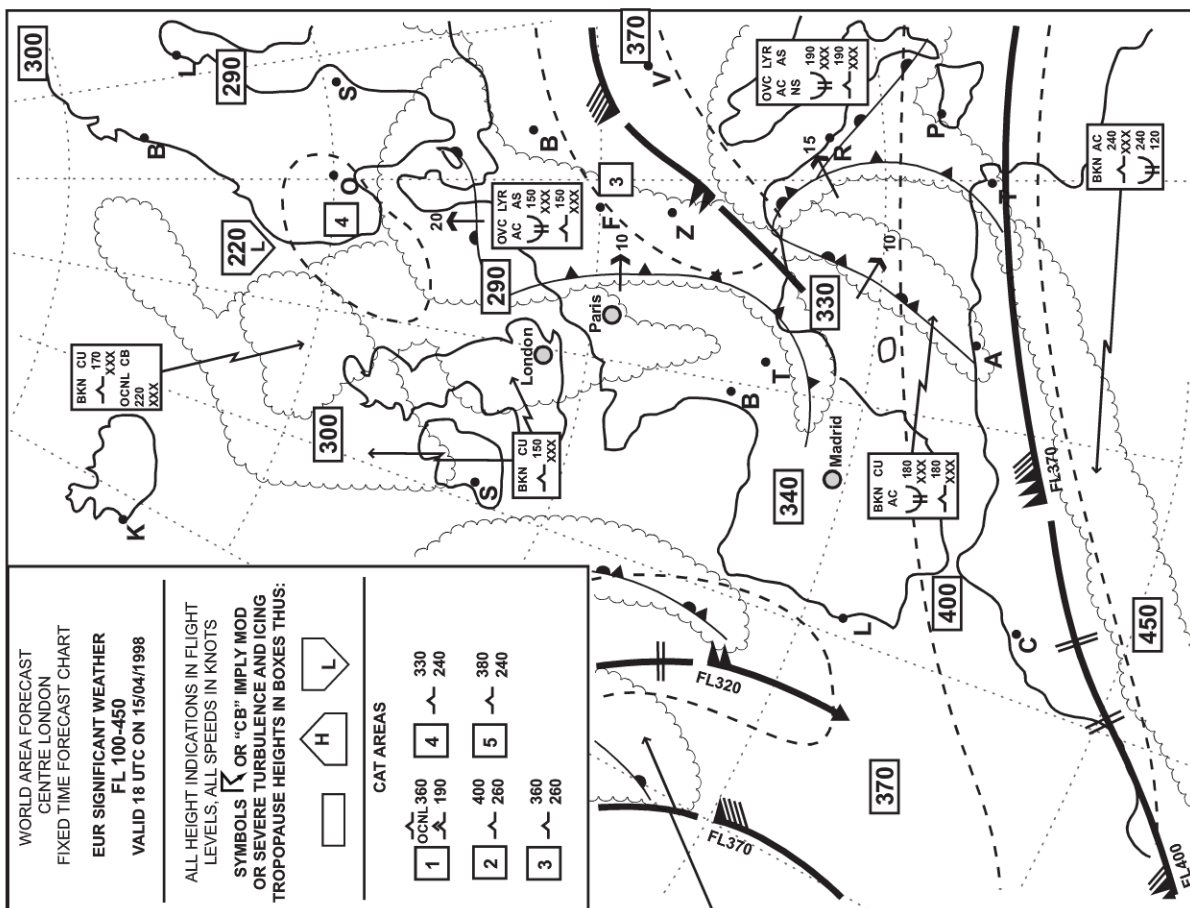 WORLD AREA FORECAST
CENTRE LONDON
FIXED TIME FORECAST CHART
EUR SIGNIFICANT WEATHER
FL 100-450
VALID 18 UTC ON 15/04/1998
ALL HEIGHT INDICATIONS IN FLIGHT
LEVELS, ALL SPEEDS IN KNOTS
SYMBOLS OR "CB" IMPLY MOD
OR SEVERE TURBULENCE AND ICING
TROPOPAUSE HEIGHTS IN BOXES THUS:
H
L
CAT AREAS
1 OCNL 360
190
2 400
260
3 360
260
4 330
240
5 380
240
K
BKN CU
170
XXX
OCNL CB
220
XXX
220
L
B
300
L
290
S
4
O
300
S
BKN CU
150
XXX
London
290
20
OVC LYR
AC AS
150
XXX
150
XXX
B
Paris
10
F
3
Z
370
V
B
T
330
Madrid
340
15
R
OVC LYR
AC AS
NS
190
XXX
190
XXX
P
10
BKN CU
AC
180
XXX
180
XXX
A
T
L
400
C
FL320
FL370
370
FL370
450
FL400
BKN AC
240
XXX
240
120